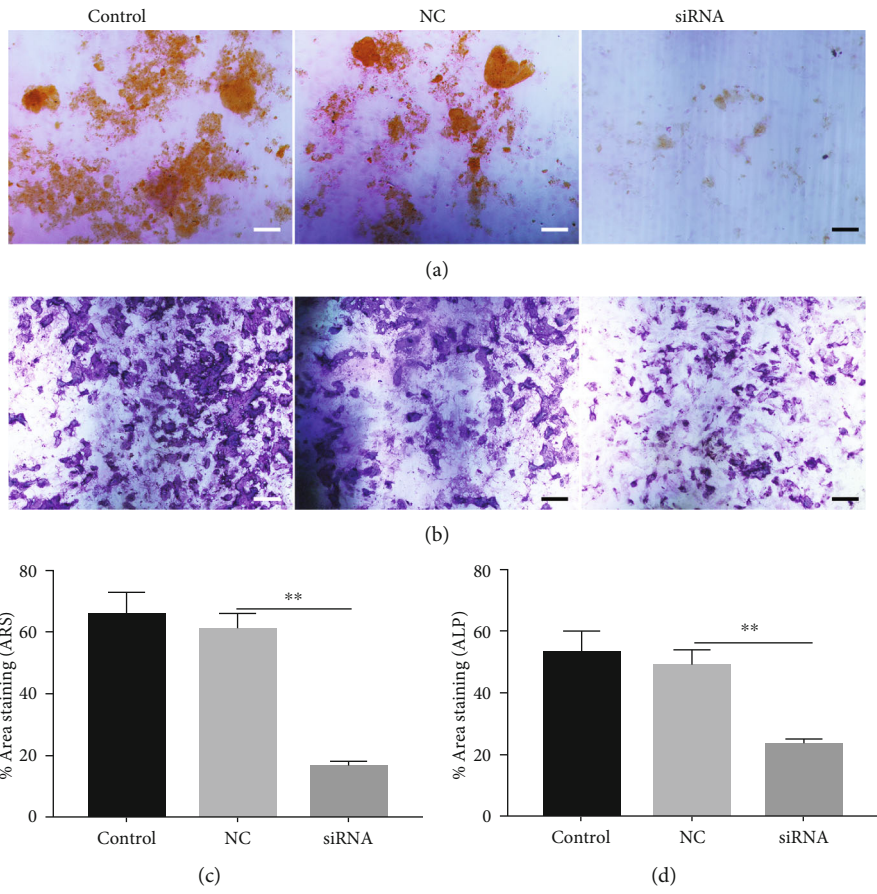 Control NC siRNA
(a)
(b)
% Area staining (ARS)
80
60
40
20
0
**
Control NC siRNA
(c)
% Area staining (ALP)
80
60
40
20
0
**
Control NC siRNA
(d)